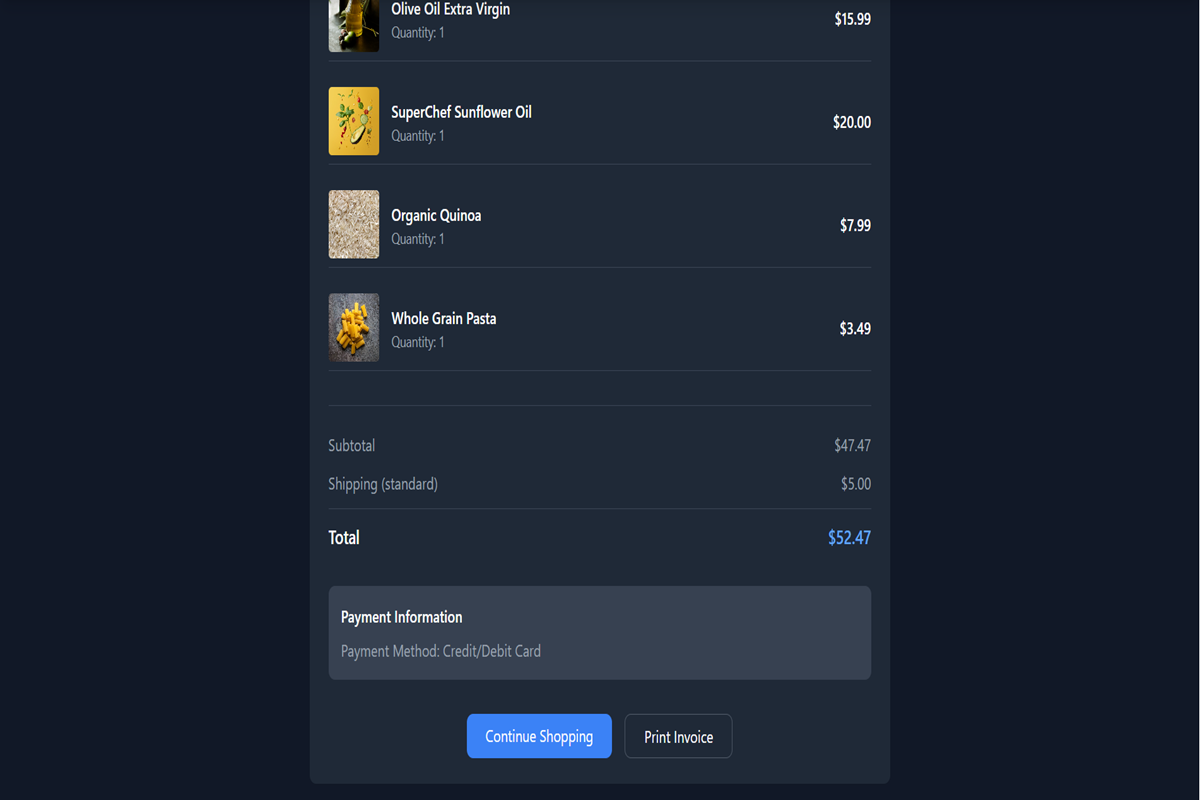 Olive Oil Extra Virgin
$15.99
Quantity: 1
SuperChef Sunflower Oil
$20.00
Quantity: 1
Organic Quinoa
$7.99
Quantity: 1
Whole Grain Pasta
$3.49
Quantity: 1
Subtotal $47.47
Shipping (standard) $5.00
Total $52.47
Payment Information
Payment Method: Credit/Debit Card
Continue Shopping Print Invoice